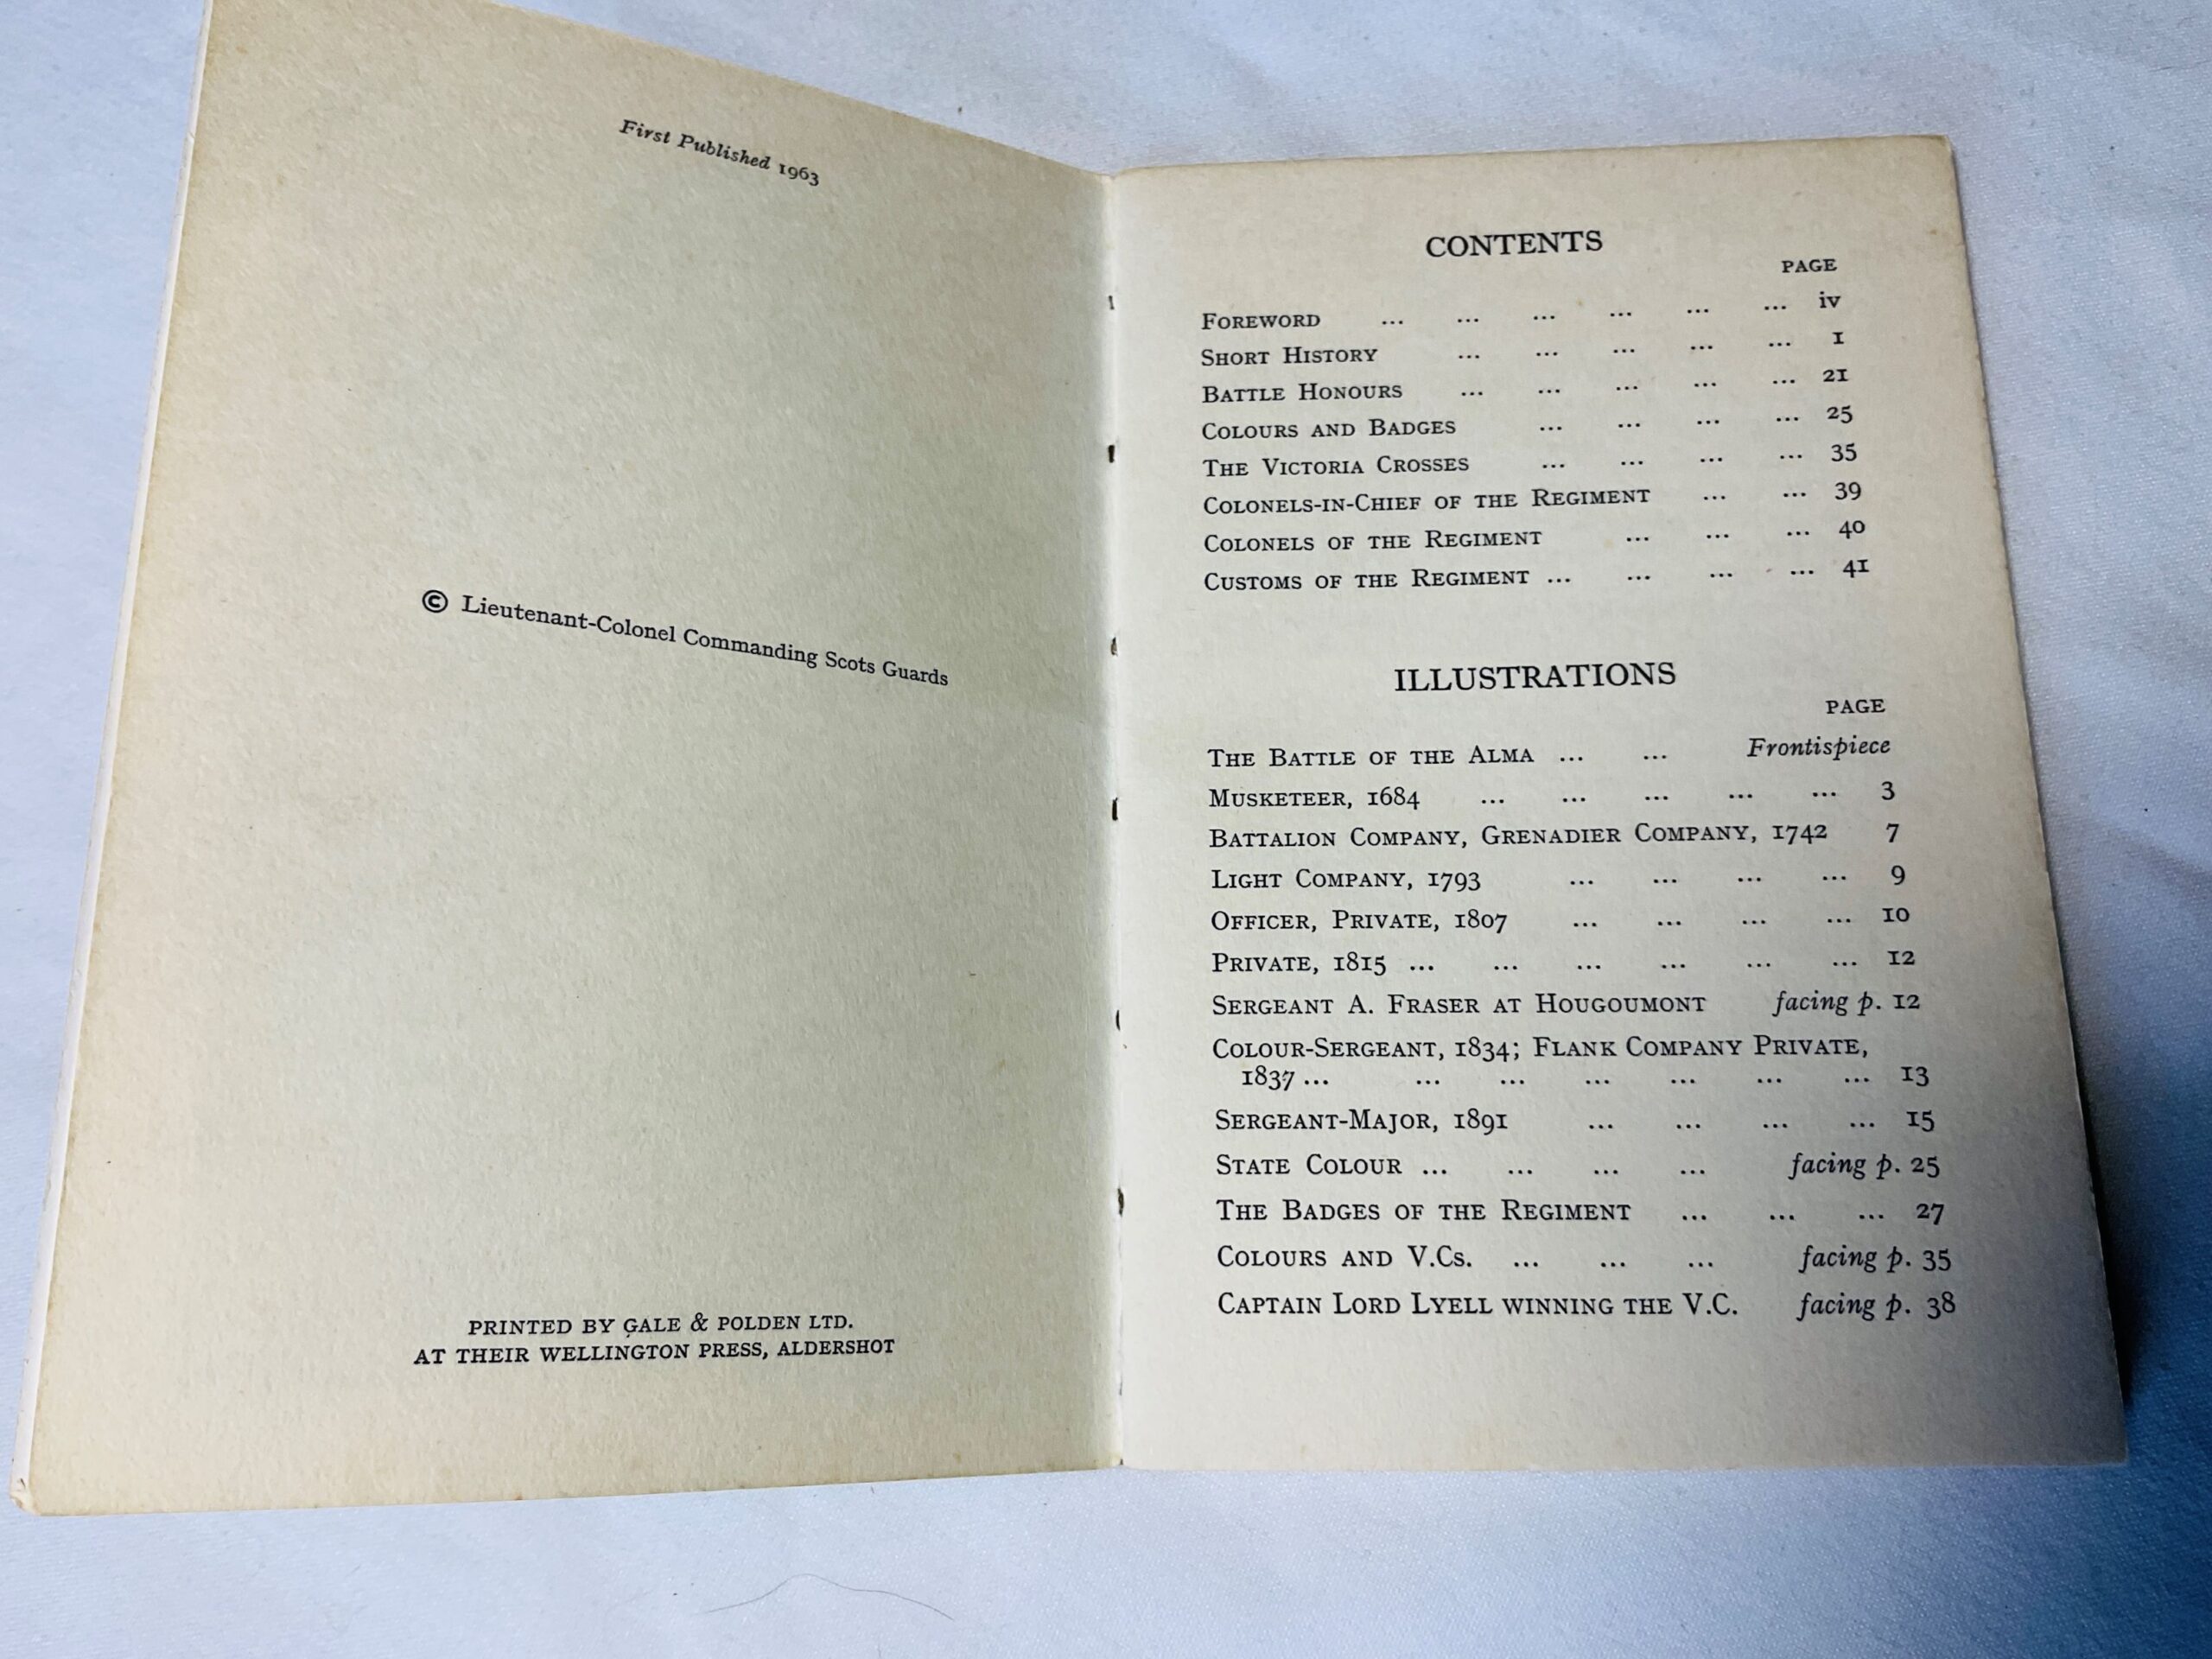 First Published 1963
© Lieutenant-Colonel Commanding Scots Guards
PRINTED BY GALE & POLDEN LTD.
AT THEIR WELLINGTON PRESS, ALDERSHOT
CONTENTS
PAGE
FOREWORD ... ... ... ... ... ... iv
SHORT HISTORY ... ... ... ... ... 1
BATTLE HONOURS ... ... ... ... ... 21
COLOURS AND BADGES ... ... ... ... 25
THE VICTORIA CROSSES ... ... ... ... 35
COLONELS-IN-CHIEF OF THE REGIMENT ... ... 39
COLONELS OF THE REGIMENT ... ... ... 40
CUSTOMS OF THE REGIMENT ... ... ... ... 41
ILLUSTRATIONS
PAGE
THE BATTLE OF THE ALMA ... ... Frontispiece
MUSKETEER, 1684 ... ... ... ... ... 3
BATTALION COMPANY, GRENADIER COMPANY, 1742 7
LIGHT COMPANY, 1793 ... ... ... ... 9
OFFICER, PRIVATE, 1807 ... ... ... ... 10
PRIVATE, 1815 ... ... ... ... ... ... 12
SERGEANT A. FRASER AT HOUGOUMONT facing p. 12
COLOUR-SERGEANT, 1834; FLANK COMPANY PRIVATE,
1837 ... ... ... ... ... ... ... 13
SERGEANT-MAJOR, 1891 ... ... ... ... 15
STATE COLOUR ... ... ... ... facing p. 25
THE BADGES OF THE REGIMENT ... ... ... 27
COLOURS AND V.CS. ... ... ... facing p. 35
CAPTAIN LORD LYELL WINNING THE V.C. facing p. 38